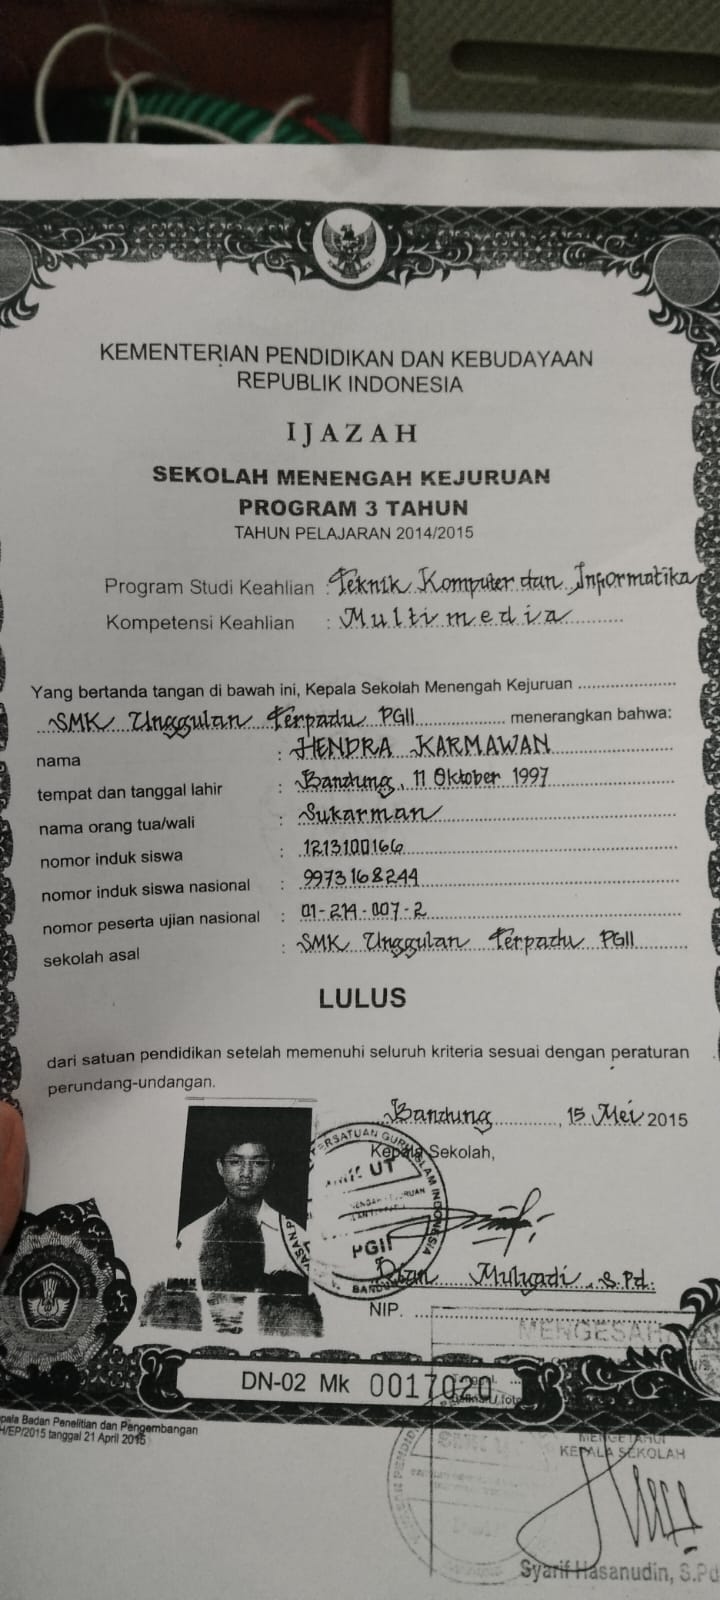 KEMENTERIAN PENDIDIKAN DAN KEBUDAYAAN
REPUBLIK INDONESIA
IJAZAH
SEKOLAH MENENGAH KEJURUAN
PROGRAM 3 TAHUN
TAHUN PELAJARAN 2014/2015
Program Studi Keahlian : Teknik Komputer dan Informatika
Kompetensi Keahlian : Multimedia
Yang bertanda tangan di bawah ini, Kepala Sekolah Menengah Kejuruan
SMK Unggulan Terpadu PGII menerangkan bahwa:
nama : HENDRA KARMAWAN
tempat dan tanggal lahir : Bandung, 11 Oktober 1997
nama orang tua/wali : Sukarman
nomor induk siswa : 1213100166
nomor induk siswa nasional : 9973168244
nomor peserta ujian nasional : 01-214-007-2
sekolah asal : SMK Unggulan Terpadu PGII
LULUS
dari satuan pendidikan setelah memenuhi seluruh kriteria sesuai dengan peraturan
perundang-undangan.
Bandung, 15 Mei 2015
Kepala Sekolah,
PERSATUAN GURU ISLAM INDONESIA
UT
PGII
Dian Mulyadi, S.Pd.
NIP.
MENGESAHKAN
DN-02 Mk 0017020
Kepala Badan Penelitian dan Pengembangan
H/EP/2015 tanggal 21 April 2015
MENGETAHUI
KEPALA SEKOLAH
Syarif Hasanudin, S.Pd